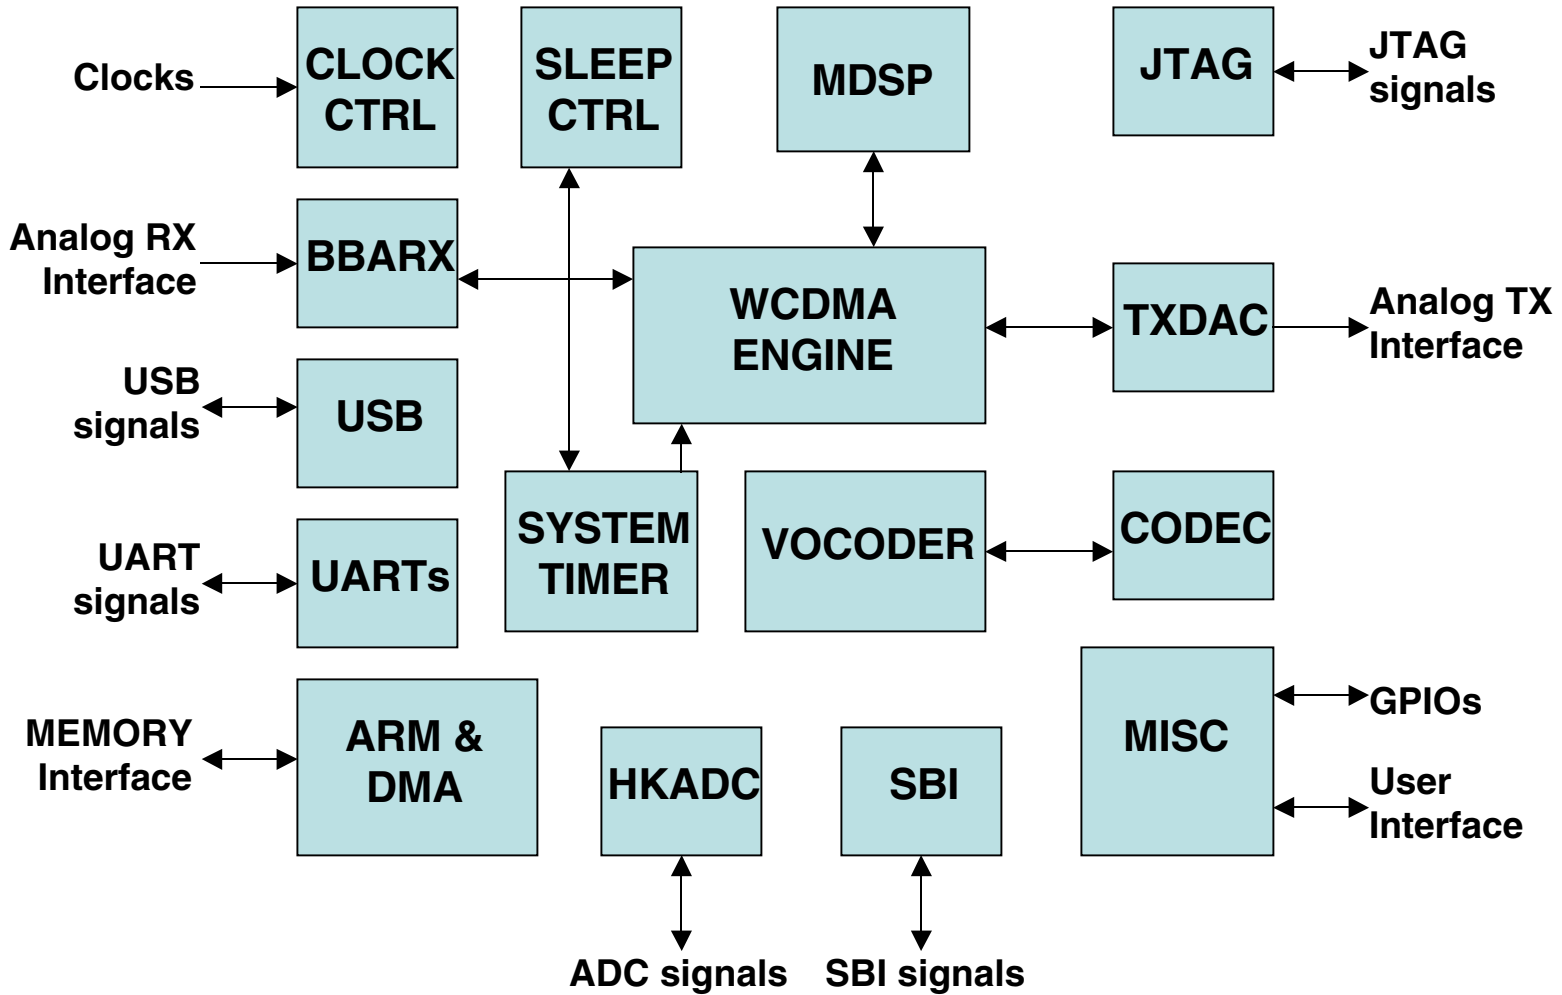 Clocks
CLOCK
CTRL
SLEEP
CTRL
MDSP
JTAG
JTAG
signals
Analog RX
Interface
BBARX
WCDMA
ENGINE
TXDAC
Analog TX
Interface
USB
signals
USB
UART
signals
UARTs
SYSTEM
TIMER
VOCODER
CODEC
MEMORY
Interface
ARM &
DMA
HKADC
SBI
MISC
GPIOs
User
Interface
ADC signals
SBI signals